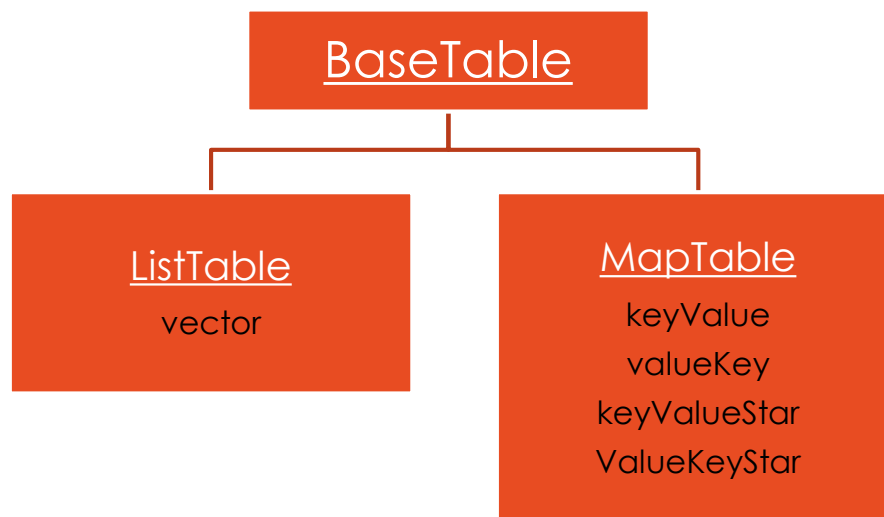 BaseTable
ListTable
vector
MapTable
keyValue
valueKey
keyValueStar
ValueKeyStar